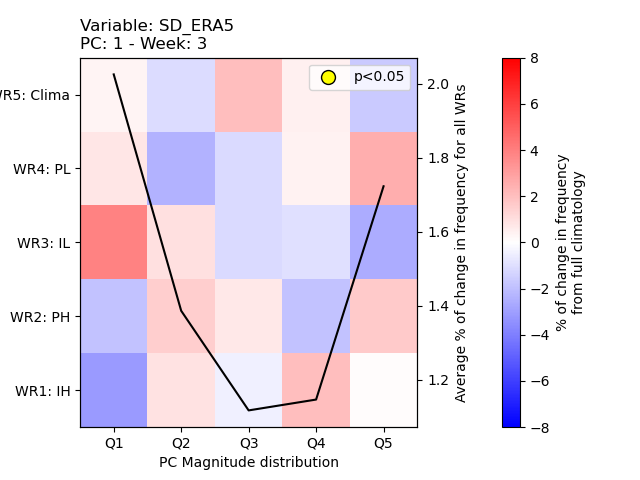 Variable: SD_ERA5
PC: 1 - Week: 3
p<0.05
WR5: Clima
WR4: PL
WR3: IL
WR2: PH
WR1: IH
Q1 Q2 Q3 Q4 Q5
PC Magnitude distribution
2.0
1.8
1.6
1.4
1.2
Average % of change in frequency for all WRs
8
6
4
2
0
−2
−4
−6
−8
% of change in frequency
from full climatology